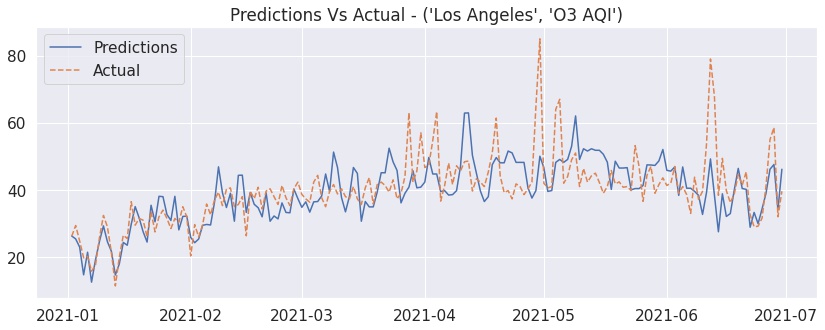 Predictions Vs Actual - ('Los Angeles', 'O3 AQI')
Predictions
Actual
80
60
40
20
2021-01 2021-02 2021-03 2021-04 2021-05 2021-06 2021-07